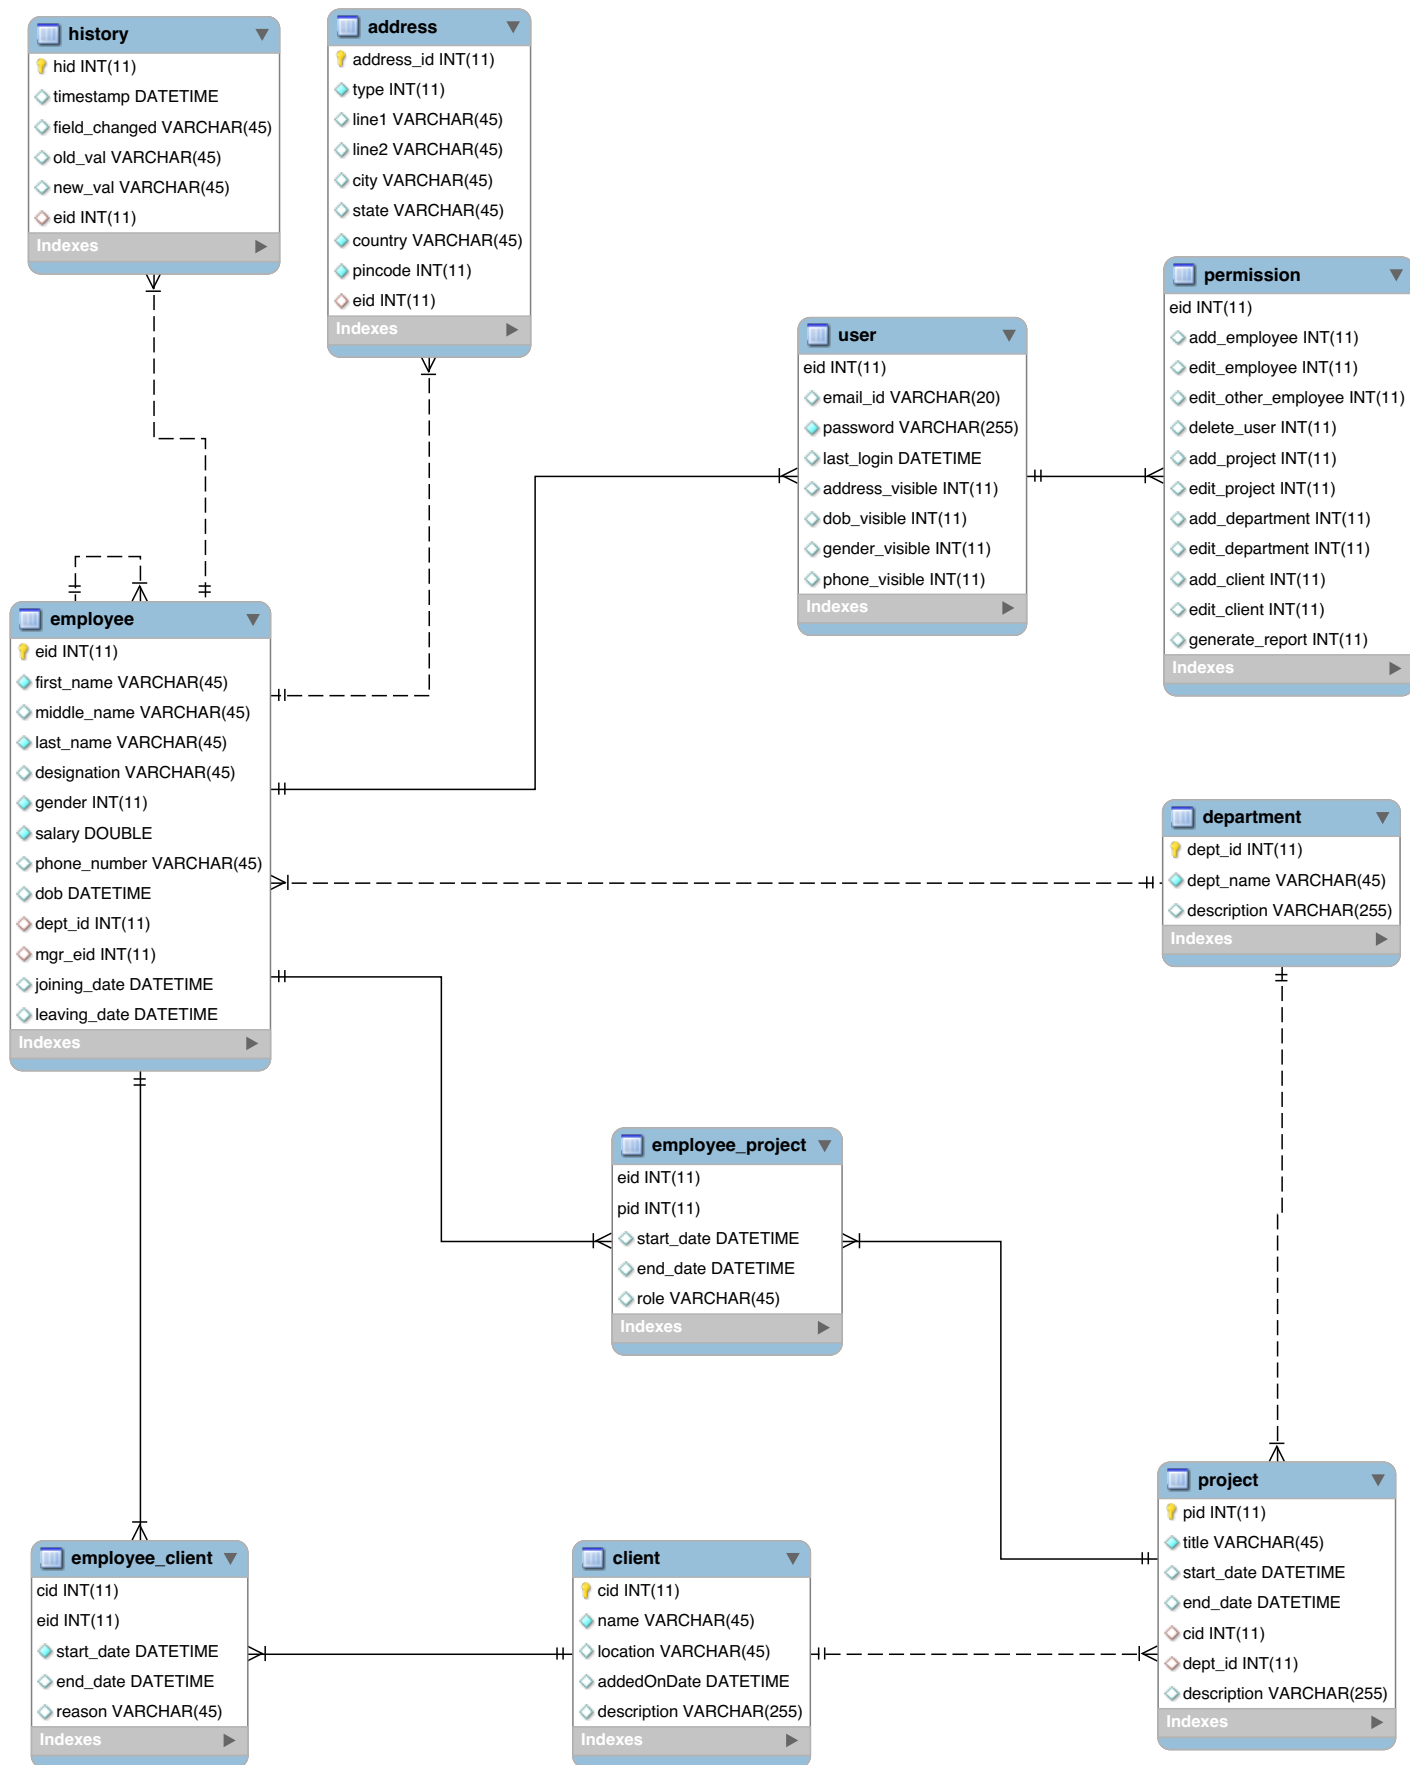 history
hid INT(11)
timestamp DATETIME
field_changed VARCHAR(45)
old_val VARCHAR(45)
new_val VARCHAR(45)
eid INT(11)
Indexes
address
address_id INT(11)
type INT(11)
line1 VARCHAR(45)
line2 VARCHAR(45)
city VARCHAR(45)
state VARCHAR(45)
country VARCHAR(45)
pincode INT(11)
eid INT(11)
Indexes
user
eid INT(11)
email_id VARCHAR(20)
password VARCHAR(255)
last_login DATETIME
address_visible INT(11)
dob_visible INT(11)
gender_visible INT(11)
phone_visible INT(11)
Indexes
permission
eid INT(11)
add_employee INT(11)
edit_employee INT(11)
edit_other_employee INT(11)
delete_user INT(11)
add_project INT(11)
edit_project INT(11)
add_department INT(11)
edit_department INT(11)
add_client INT(11)
edit_client INT(11)
generate_report INT(11)
Indexes
employee
eid INT(11)
first_name VARCHAR(45)
middle_name VARCHAR(45)
last_name VARCHAR(45)
designation VARCHAR(45)
gender INT(11)
salary DOUBLE
phone_number VARCHAR(45)
dob DATETIME
dept_id INT(11)
mgr_eid INT(11)
joining_date DATETIME
leaving_date DATETIME
Indexes
department
dept_id INT(11)
dept_name VARCHAR(45)
description VARCHAR(255)
Indexes
employee_project
eid INT(11)
pid INT(11)
start_date DATETIME
end_date DATETIME
role VARCHAR(45)
Indexes
employee_client
cid INT(11)
eid INT(11)
start_date DATETIME
end_date DATETIME
reason VARCHAR(45)
Indexes
client
cid INT(11)
name VARCHAR(45)
location VARCHAR(45)
addedOnDate DATETIME
description VARCHAR(255)
Indexes
project
pid INT(11)
title VARCHAR(45)
start_date DATETIME
end_date DATETIME
cid INT(11)
dept_id INT(11)
description VARCHAR(255)
Indexes